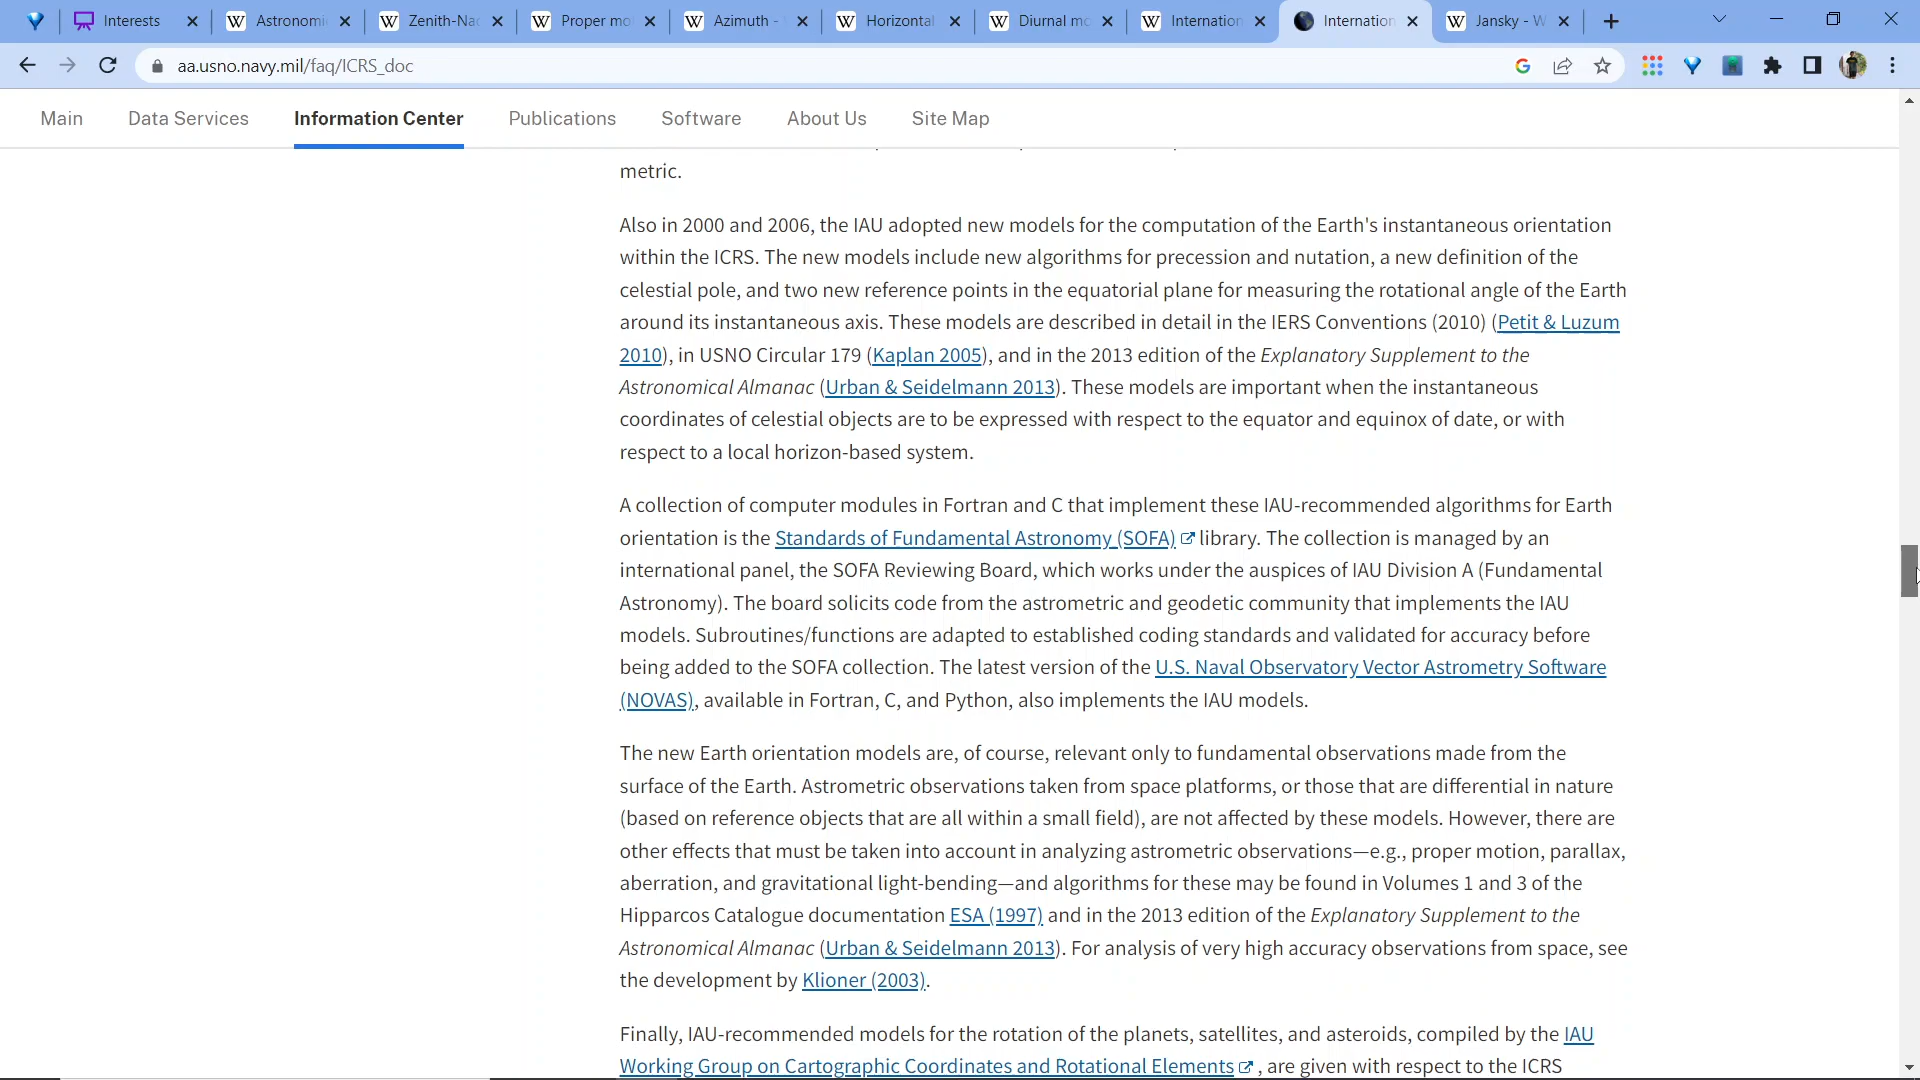 Interests
Astronomi
Zenith-Nad
Proper mo
Azimuth -
Horizontal
Diurnal mo
Internation
Internation
Jansky - W
aa.usno.navy.mil/faq/ICRS_doc
Main
Data Services
Information Center
Publications
Software
About Us
Site Map
metric.
Also in 2000 and 2006, the IAU adopted new models for the computation of the Earth's instantaneous orientation
within the ICRS. The new models include new algorithms for precession and nutation, a new definition of the
celestial pole, and two new reference points in the equatorial plane for measuring the rotational angle of the Earth
around its instantaneous axis. These models are described in detail in the IERS Conventions (2010) (Petit & Luzum
2010), in USNO Circular 179 (Kaplan 2005), and in the 2013 edition of the Explanatory Supplement to the
Astronomical Almanac (Urban & Seidelmann 2013). These models are important when the instantaneous
coordinates of celestial objects are to be expressed with respect to the equator and equinox of date, or with
respect to a local horizon-based system.
A collection of computer modules in Fortran and C that implement these IAU-recommended algorithms for Earth
orientation is the Standards of Fundamental Astronomy (SOFA) library. The collection is managed by an
international panel, the SOFA Reviewing Board, which works under the auspices of IAU Division A (Fundamental
Astronomy). The board solicits code from the astrometric and geodetic community that implements the IAU
models. Subroutines/functions are adapted to established coding standards and validated for accuracy before
being added to the SOFA collection. The latest version of the U.S. Naval Observatory Vector Astrometry Software
(NOVAS), available in Fortran, C, and Python, also implements the IAU models.
The new Earth orientation models are, of course, relevant only to fundamental observations made from the
surface of the Earth. Astrometric observations taken from space platforms, or those that are differential in nature
(based on reference objects that are all within a small field), are not affected by these models. However, there are
other effects that must be taken into account in analyzing astrometric observations—e.g., proper motion, parallax,
aberration, and gravitational light-bending—and algorithms for these may be found in Volumes 1 and 3 of the
Hipparcos Catalogue documentation ESA (1997) and in the 2013 edition of the Explanatory Supplement to the
Astronomical Almanac (Urban & Seidelmann 2013). For analysis of very high accuracy observations from space, see
the development by Klioner (2003).
Finally, IAU-recommended models for the rotation of the planets, satellites, and asteroids, compiled by the IAU
Working Group on Cartographic Coordinates and Rotational Elements , are given with respect to the ICRS